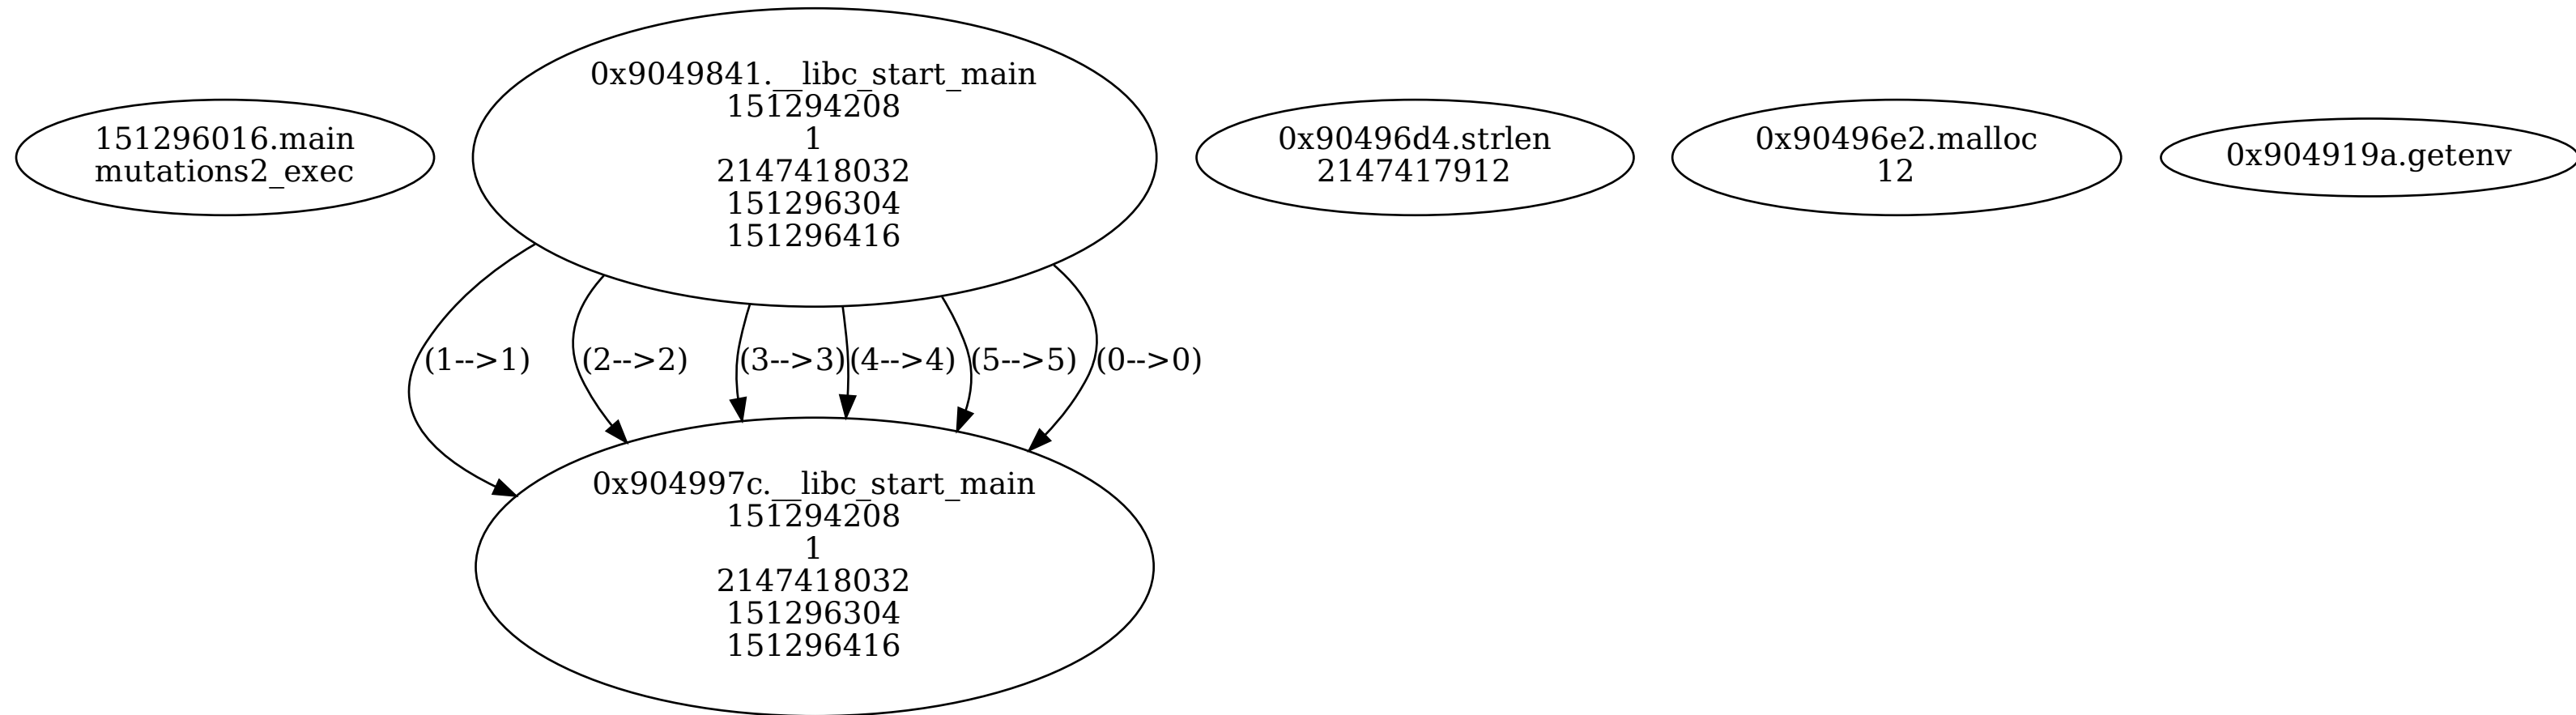 151296016.main
mutations2_exec
0x9049841.__libc_start_main
151294208
1
2147418032
151296304
151296416
0x90496d4.strlen
2147417912
0x90496e2.malloc
12
0x904919a.getenv
(1-->1)
(2-->2)
(3-->3)
(4-->4)
(5-->5)
(0-->0)
0x904997c.__libc_start_main
151294208
1
2147418032
151296304
151296416